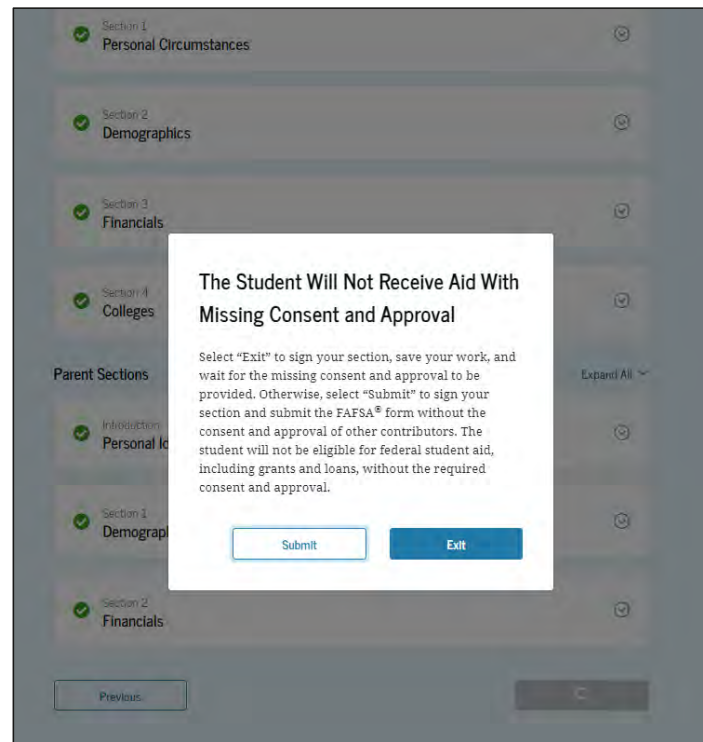 Section 1
Personal Circumstances
Section 2
Demographics
Section 3
Financials
Section 4
Colleges
The Student Will Not Receive Aid With
Missing Consent and Approval
Select “Exit” to sign your section, save your work, and
wait for the missing consent and approval to be
provided. Otherwise, select “Submit” to sign your
section and submit the FAFSA® form without the
consent and approval of other contributors. The
student will not be eligible for federal student aid,
including grants and loans, without the required
consent and approval.
Submit
Exit
Parent Sections
Expand All
Introduction
Personal Id
Section 1
Demograph
Section 2
Financials
Previous